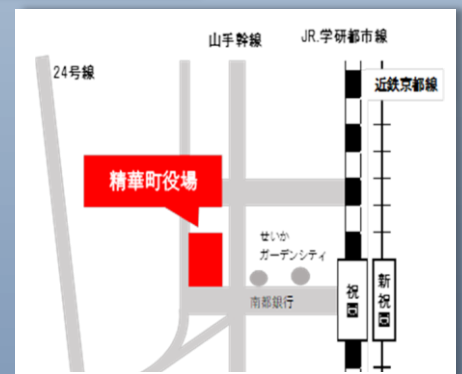 山手幹線
JR.学研都市線
24号線
近鉄京都線
精華町役場
せいか
ガーデンシティ
南都銀行
祝園
新祝園